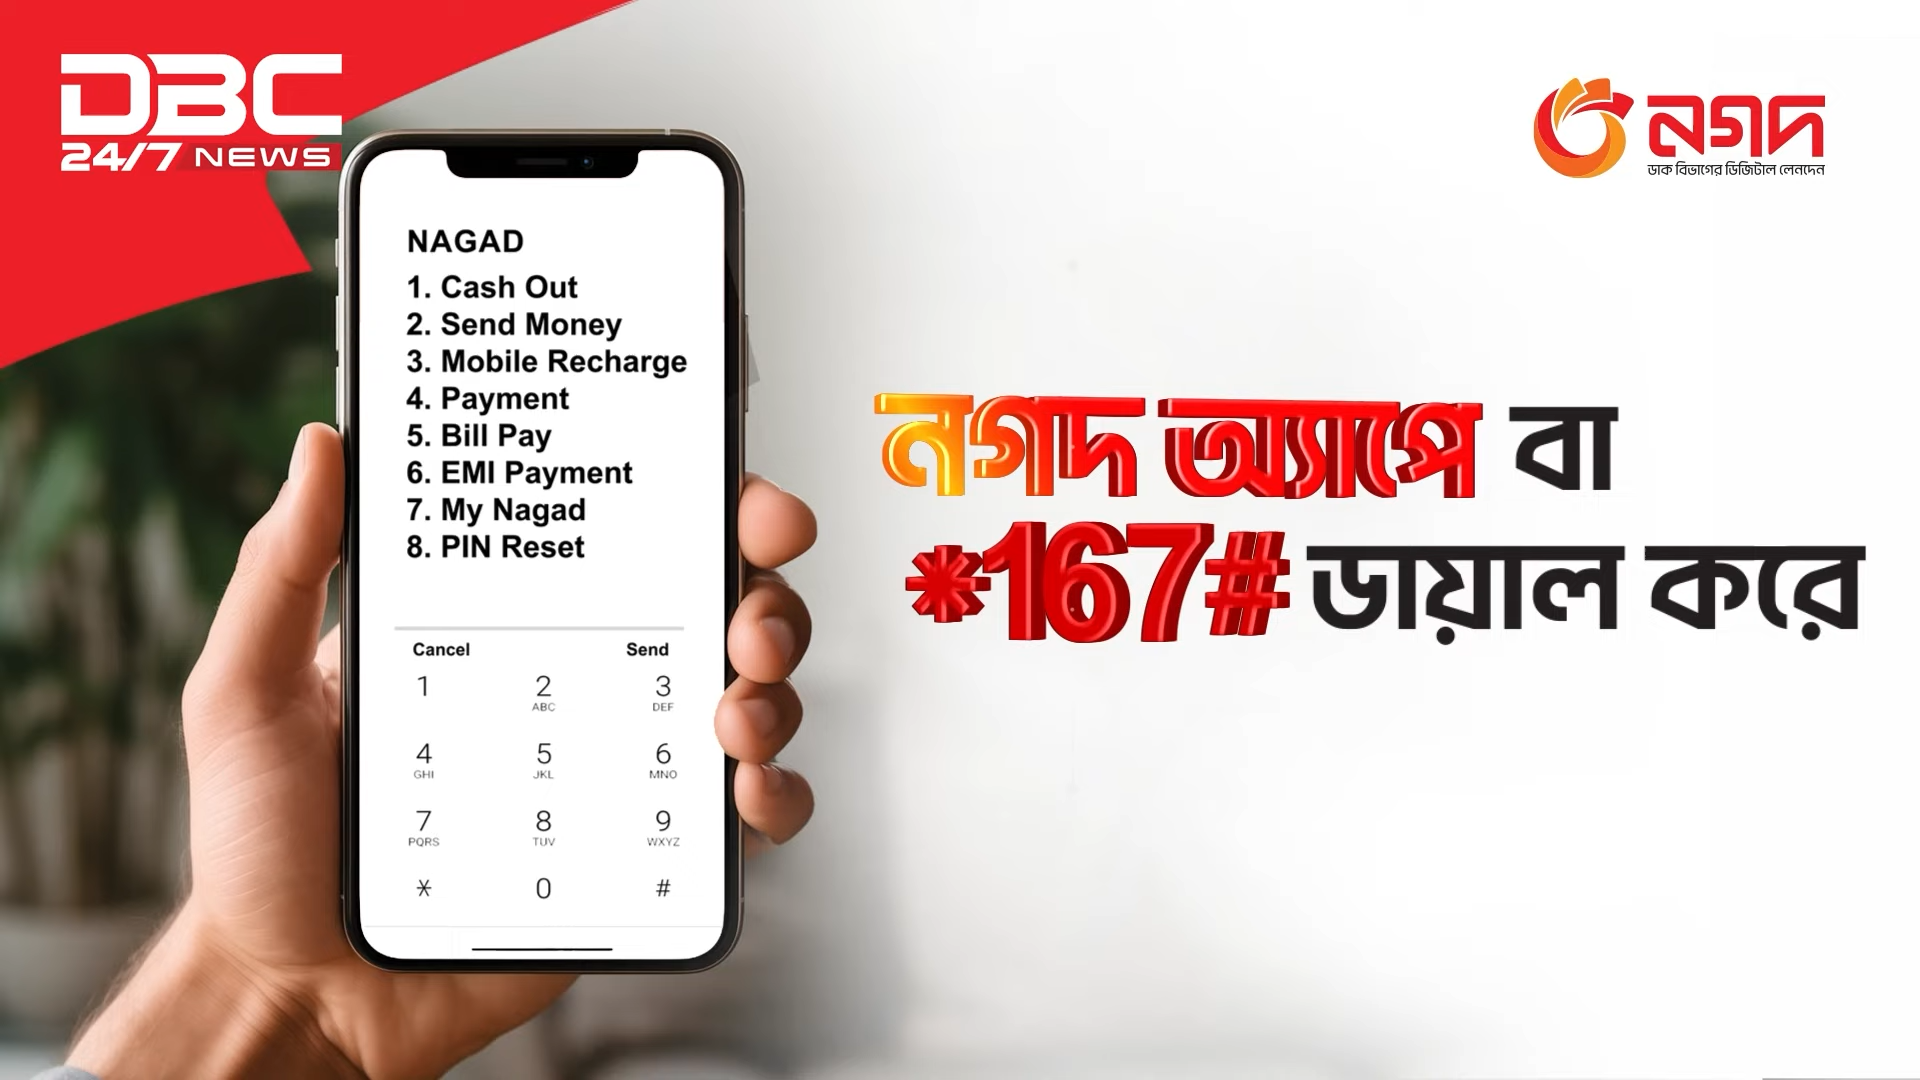 DBC
24/7 NEWS
নগদ
ডাক বিভাগের ডিজিটাল লেনদেন
NAGAD
1. Cash Out
2. Send Money
3. Mobile Recharge
4. Payment
5. Bill Pay
6. EMI Payment
7. My Nagad
8. PIN Reset
Cancel Send
1 2 3
ABC DEF
4 5 6
GHI JKL MNO
7 8 9
PQRS TUV WXYZ
* 0 #
নগদ অ্যাপে বা
*167# ডায়াল করে